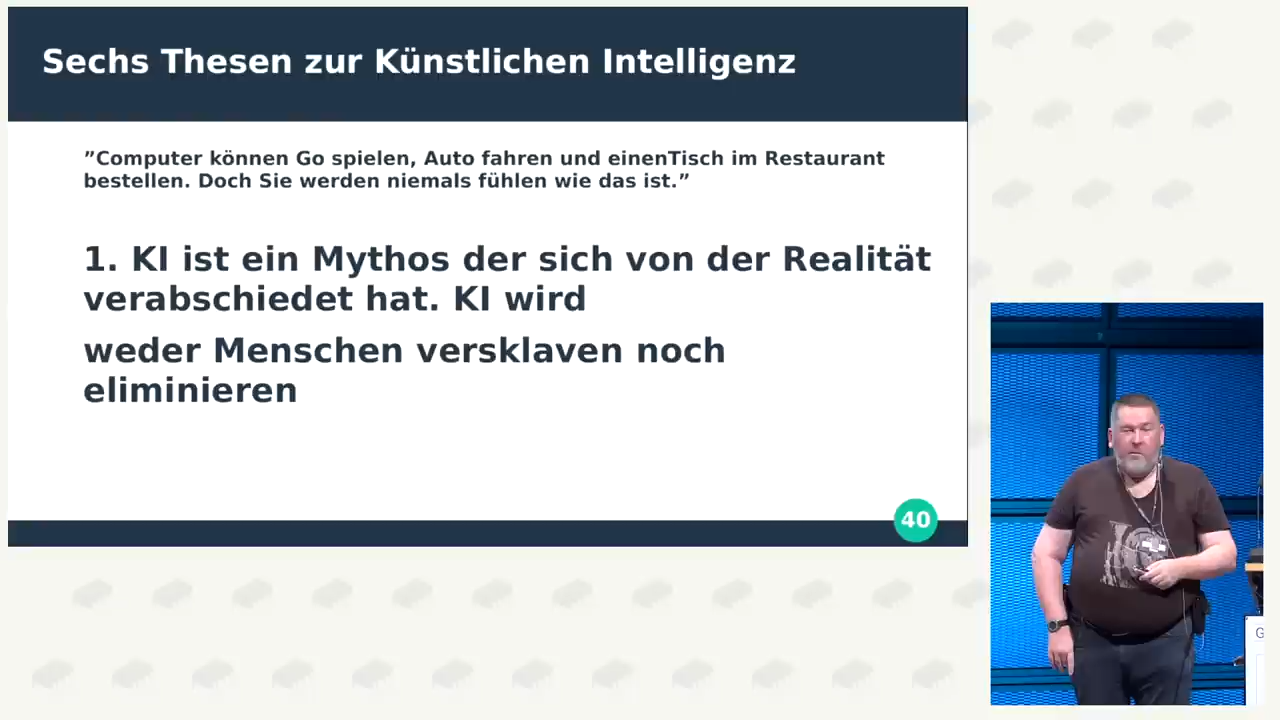 Sechs Thesen zur Künstlichen Intelligenz
”Computer können Go spielen, Auto fahren und einenTisch im Restaurant
bestellen. Doch Sie werden niemals fühlen wie das ist.”
1. KI ist ein Mythos der sich von der Realität
verabschiedet hat. KI wird
weder Menschen versklaven noch
eliminieren
40
G